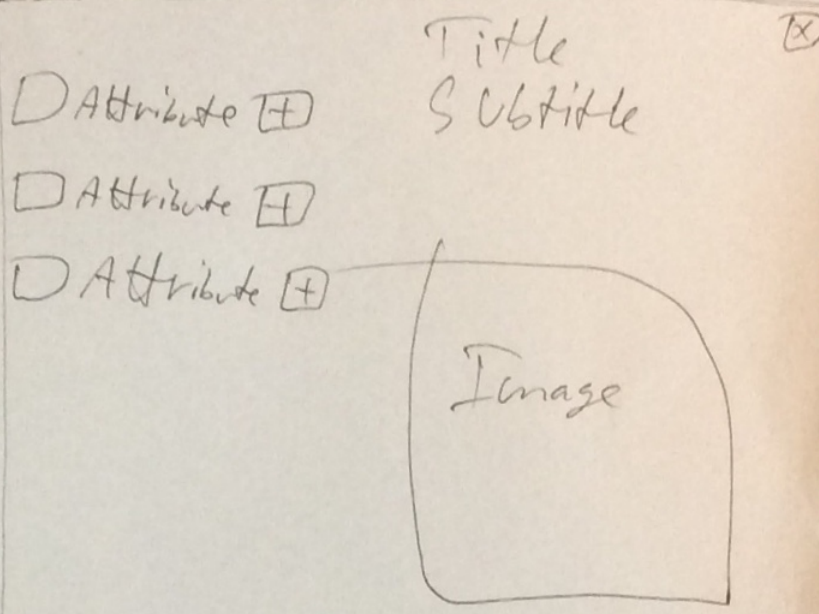 Title
Subtitle
Attribute +
Attribute +
Attribute +
Image
x